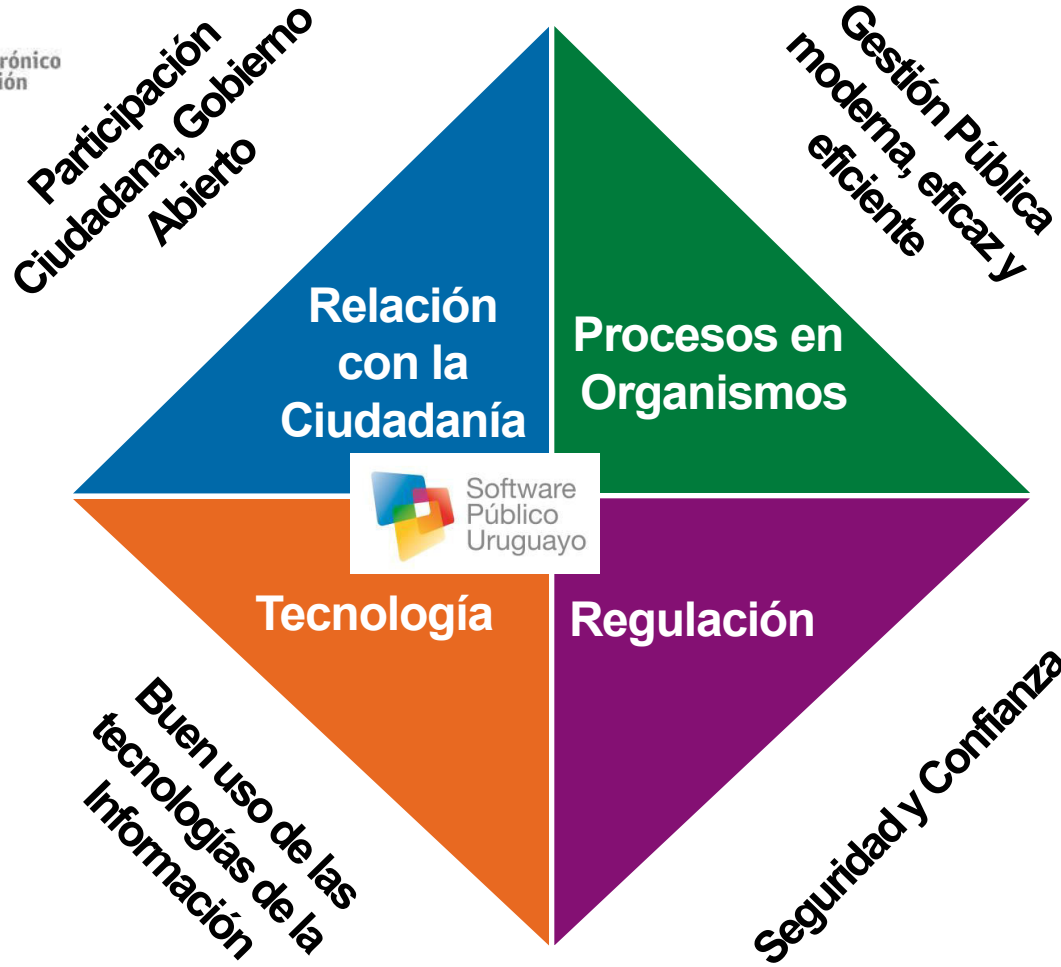 Participación
Ciudadana, Gobierno
Abierto
Gestión Pública
moderna, eficaz y
eficiente
Relación
con la
Ciudadanía
Procesos en
Organismos
Software
Público
Uruguayo
Tecnología
Regulación
Buen uso de las
tecnologías de la
Información
Seguridad y Confianza